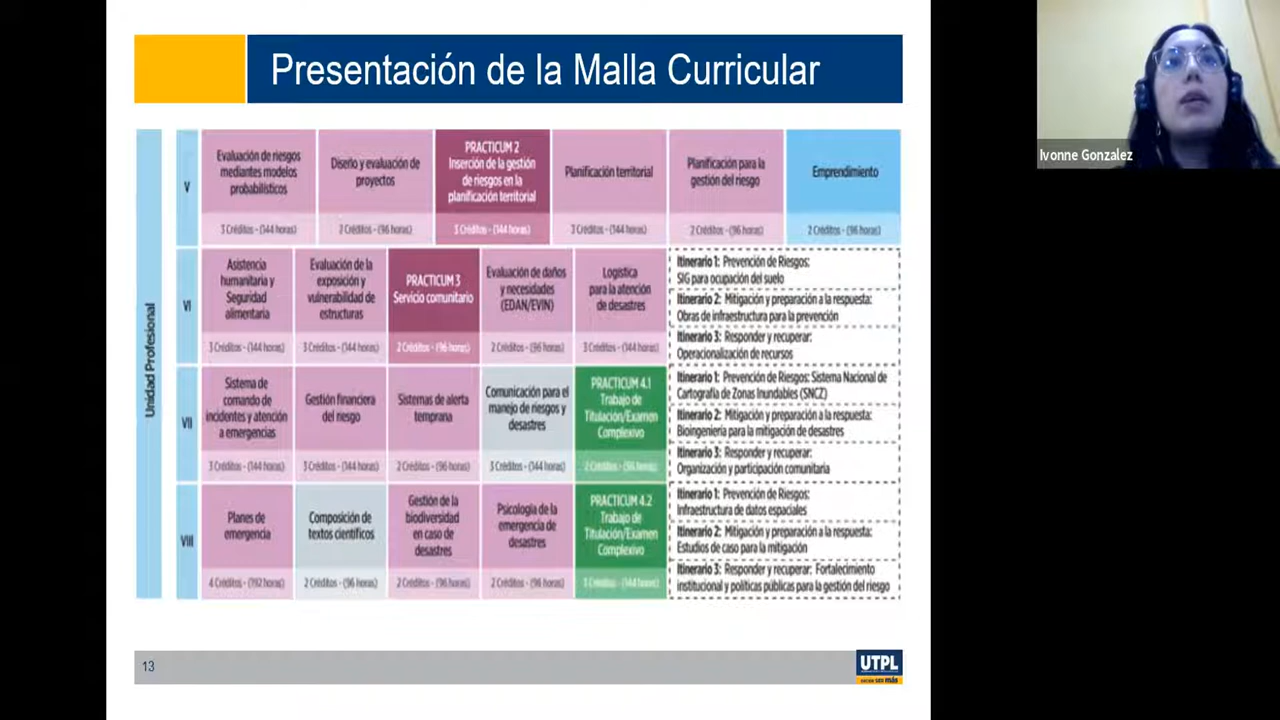 Presentación de la Malla Curricular
Ivonne Gonzalez
Unidad Profesional
V
Evaluación de riesgos
mediantes modelos
probabilísticos
3 Créditos - (144 horas)
Diseño y evaluación de
proyectos
2 Créditos - (96 horas)
PRACTICUM 2
Inserción de la gestión
de riesgos en la
planificación territorial
3 Créditos - (144 horas)
Planificación territorial
3 Créditos - (144 horas)
Planificación para la
gestión del riesgo
2 Créditos - (96 horas)
Emprendimiento
2 Créditos - (96 horas)
VI
Asistencia
humanitaria y
Seguridad
alimentaria
3 Créditos - (144 horas)
Evaluación de la
exposición y
vulnerabilidad de
estructuras
3 Créditos - (144 horas)
PRACTICUM 3
Servicio comunitario
2 Créditos - (96 horas)
Evaluación de daños
y necesidades
(EDAN/EVIN)
2 Créditos - (96 horas)
Logística
para la atención
de desastres
3 Créditos - (144 horas)
Itinerario 1: Prevención de Riesgos:
SIG para ocupación del suelo
Itinerario 2: Mitigación y preparación a la respuesta:
Obras de infraestructura para la prevención
Itinerario 3: Responder y recuperar:
Operacionalización de recursos
VII
Sistema de
comando de
incidentes y atención
a emergencias
3 Créditos - (144 horas)
Gestión financiera
del riesgo
3 Créditos - (144 horas)
Sistemas de alerta
temprana
2 Créditos - (96 horas)
Comunicación para el
manejo de riesgos y
desastres
3 Créditos - (144 horas)
PRACTICUM 4.1
Trabajo de
Titulación/Examen
Complexivo
2 Créditos - (96 horas)
Itinerario 1: Prevención de Riesgos: Sistema Nacional de
Cartografía de Zonas Inundables (SNCZ)
Itinerario 2: Mitigación y preparación a la respuesta:
Bioingeniería para la mitigación de desastres
Itinerario 3: Responder y recuperar:
Organización y participación comunitaria
VIII
Planes de
emergencia
4 Créditos - (192 horas)
Composición de
textos científicos
2 Créditos - (96 horas)
Gestión de la
biodiversidad
en caso de
desastres
2 Créditos - (96 horas)
Psicología de la
emergencia de
desastres
2 Créditos - (96 horas)
PRACTICUM 4.2
Trabajo de
Titulación/Examen
Complexivo
3 Créditos - (144 horas)
Itinerario 1: Prevención de Riesgos:
Infraestructura de datos espaciales
Itinerario 2: Mitigación y preparación a la respuesta:
Estudios de caso para la mitigación
Itinerario 3: Responder y recuperar: Fortalecimiento
institucional y políticas públicas para la gestión del riesgo
13
UTPL